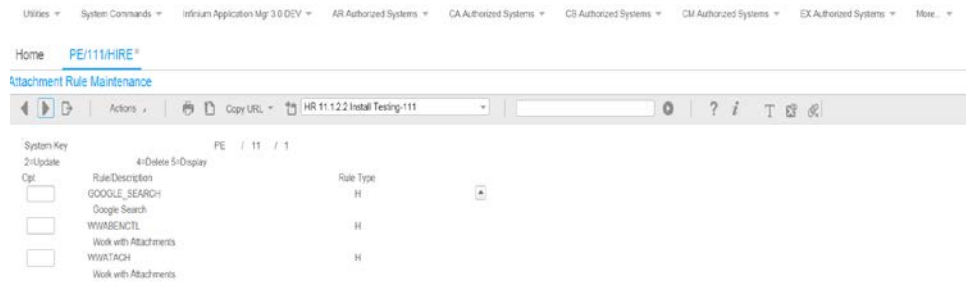 Utilities System Commands Infinium Application Mgr 3.0 DEV AR Authorized Systems CA Authorized Systems CB Authorized Systems CM Authorized Systems EX Authorized Systems More...
Home PE/111/HIRE*
Attachment Rule Maintenance
Actions Copy URL HR 11.1.2.2 Install Testing-111 ? i T
System Key PE / 11 / 1
2=Update 4=Delete 5=Display
Opt Rule/Description Rule Type
GOOGLE_SEARCH H
Google Search
WWABENCTL H
Work with Attachments
WWATACH H
Work with Attachments